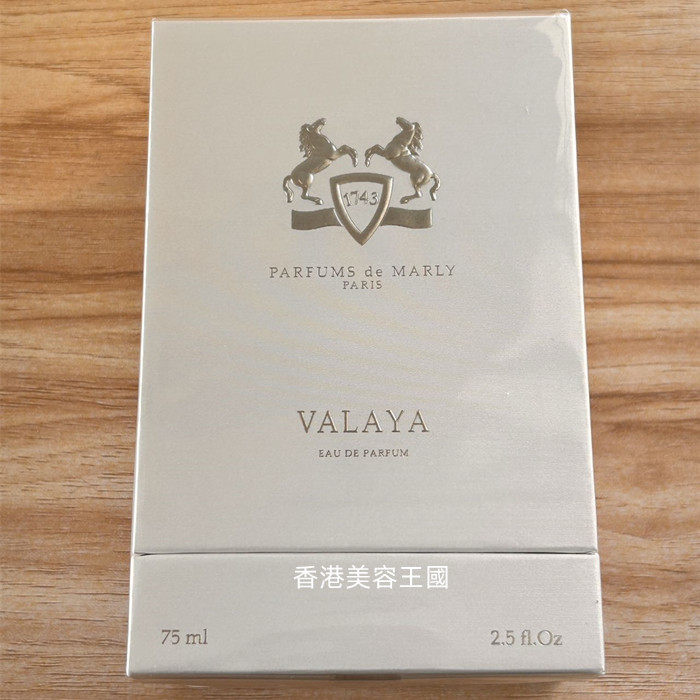 1743
PARFUMS de MARLY
PARIS
VALAYA
EAU DE PARFUM
香港美容王國
75 ml
2.5 fl.Oz